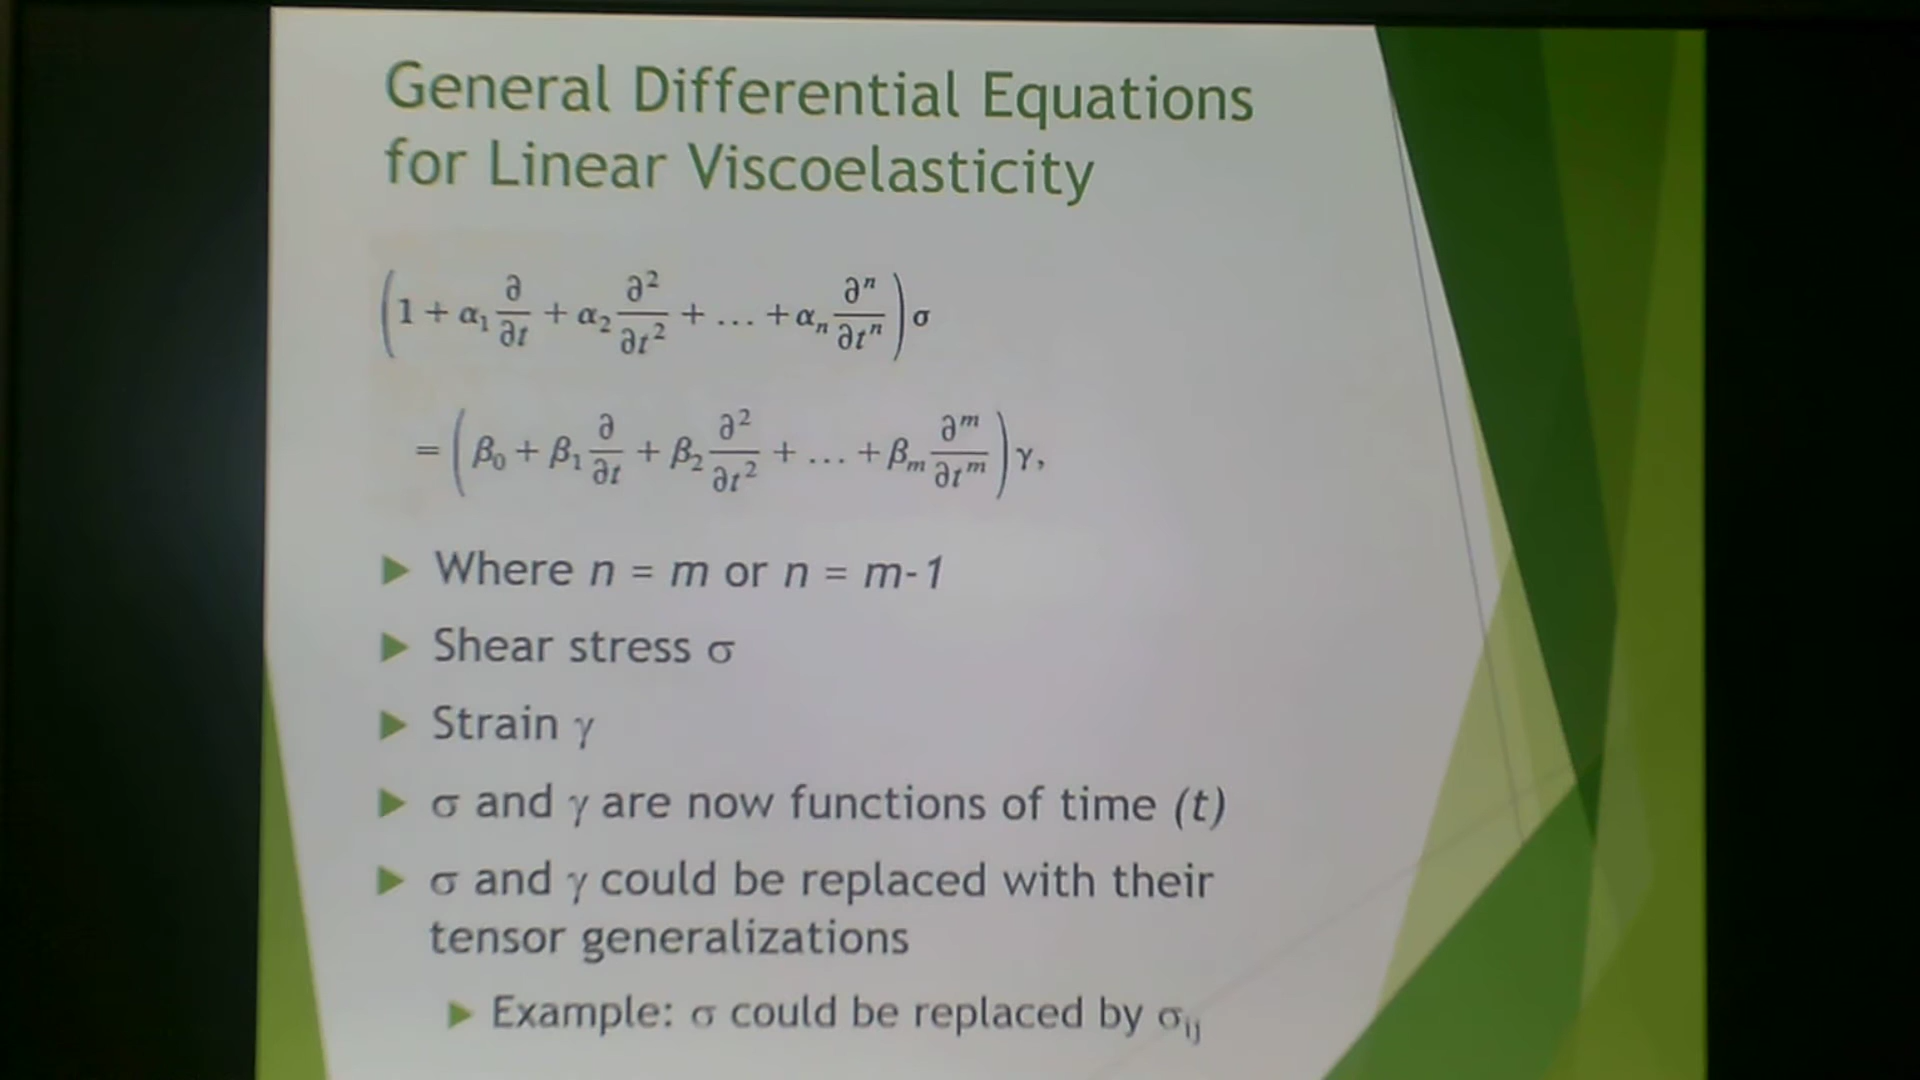 General Differential Equations
for Linear Viscoelasticity
(1 + α₁ ∂/∂t + α₂ ∂²/∂t² + ... + αₙ ∂ⁿ/∂tⁿ) σ
= (β₀ + β₁ ∂/∂t + β₂ ∂²/∂t² + ... + βₘ ∂ᵐ/∂tᵐ) γ,
Where n = m or n = m-1
Shear stress σ
Strain γ
σ and γ are now functions of time (t)
σ and γ could be replaced with their
tensor generalizations
Example: σ could be replaced by σᵢⱼ